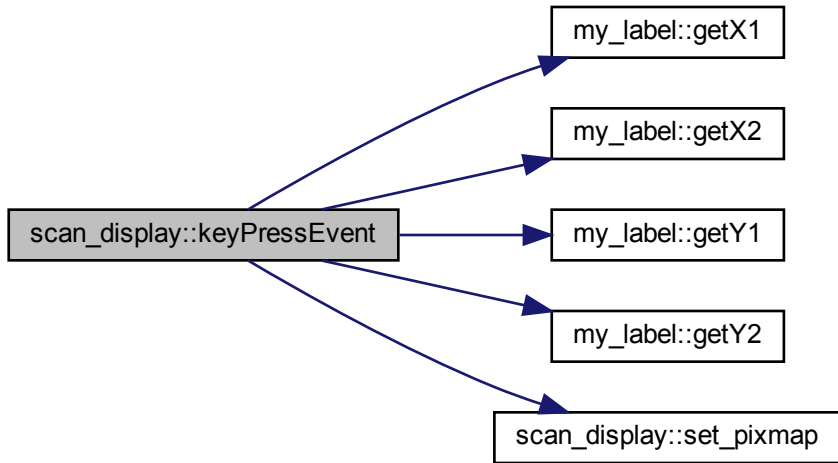 my_label::getX1
my_label::getX2
scan_display::keyPressEvent
my_label::getY1
my_label::getY2
scan_display::set_pixmap